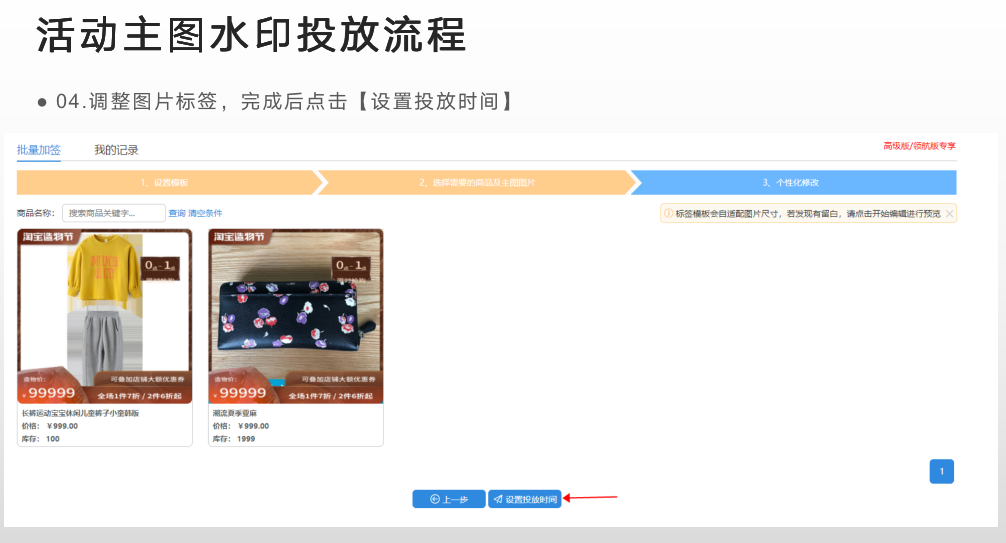 活动主图水印投放流程
● 04.调整图片标签，完成后点击【设置投放时间】
批量加签 我的记录 高级版/领航版专享
1、设置模板 2、选择需要的商品及主图图片 3、个性化修改
商品名称： 搜索商品关键字... 查询 清空条件 标签模板会自适配图片尺寸，若发现有留白，请点击开始编辑进行预览
淘宝造物节 淘宝造物节
0点-1点 0点-1点
造物价： 可叠加店铺大额优惠券 造物价： 可叠加店铺大额优惠券
¥99999 全场1件7折 / 2件6折起 ¥99999 全场1件7折 / 2件6折起
长裤运动宝宝休闲儿童裤子小童韩版 潮流夏季亚麻
价格： ￥999.00 价格： ￥999.00
库存： 100 库存： 1999
1
上一步 设置投放时间